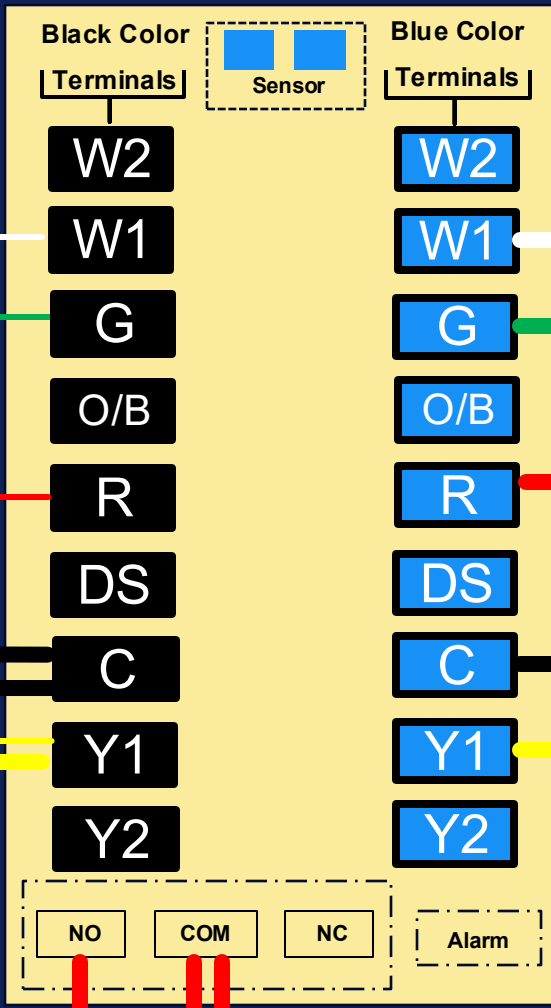 Black Color
Terminals
Sensor
Blue Color
Terminals
W2
W1
G
O/B
R
DS
C
Y1
Y2
W2
W1
G
O/B
R
DS
C
Y1
Y2
NO
COM
NC
Alarm